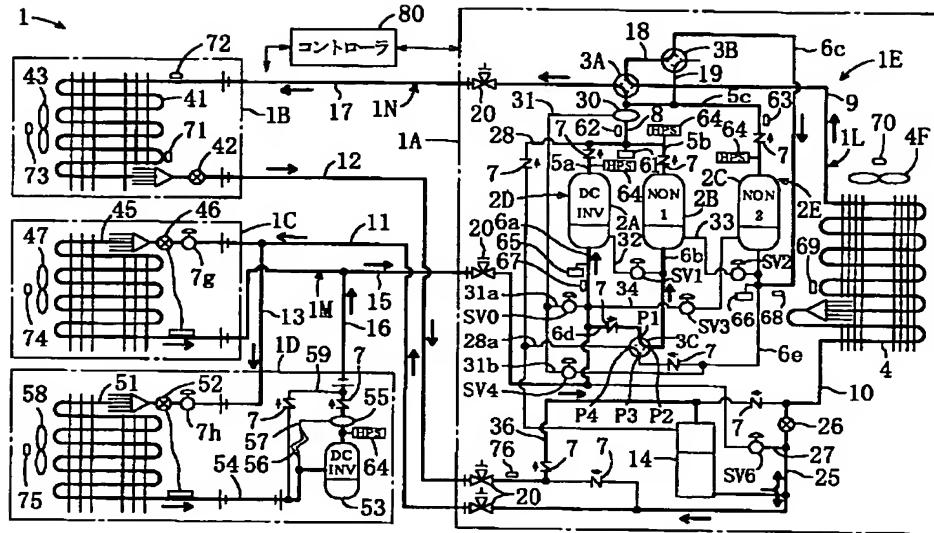 1
80
コントローラ
72
43
41
17
1N
1B
20
1A
71
73
42
12
3A
18
3B
6c
1E
19
5c
9
31
30
8
64
HPS
63
62
28
7
5b
64
HPS
7
1L
70
4F
61
5a
HPS
64
7
7
2D
DC
INV
NON
1
2C
NON
2
2E
2A
2B
33
6a
65
67
32
6b
SV1
SV2
69
45
46
1C
11
47
7g
74
1M
15
13
16
20
31a
SV0
34
7
P1
SV3
66
68
6d
28a
3C
6e
4
31b
SV4
P4
P3
P2
7
10
1D
58
51
52
59
7
7
55
57
7h
56
HPS
64
DC
INV
75
54
53
36
76
7
7
14
7
26
27
SV6
25
20